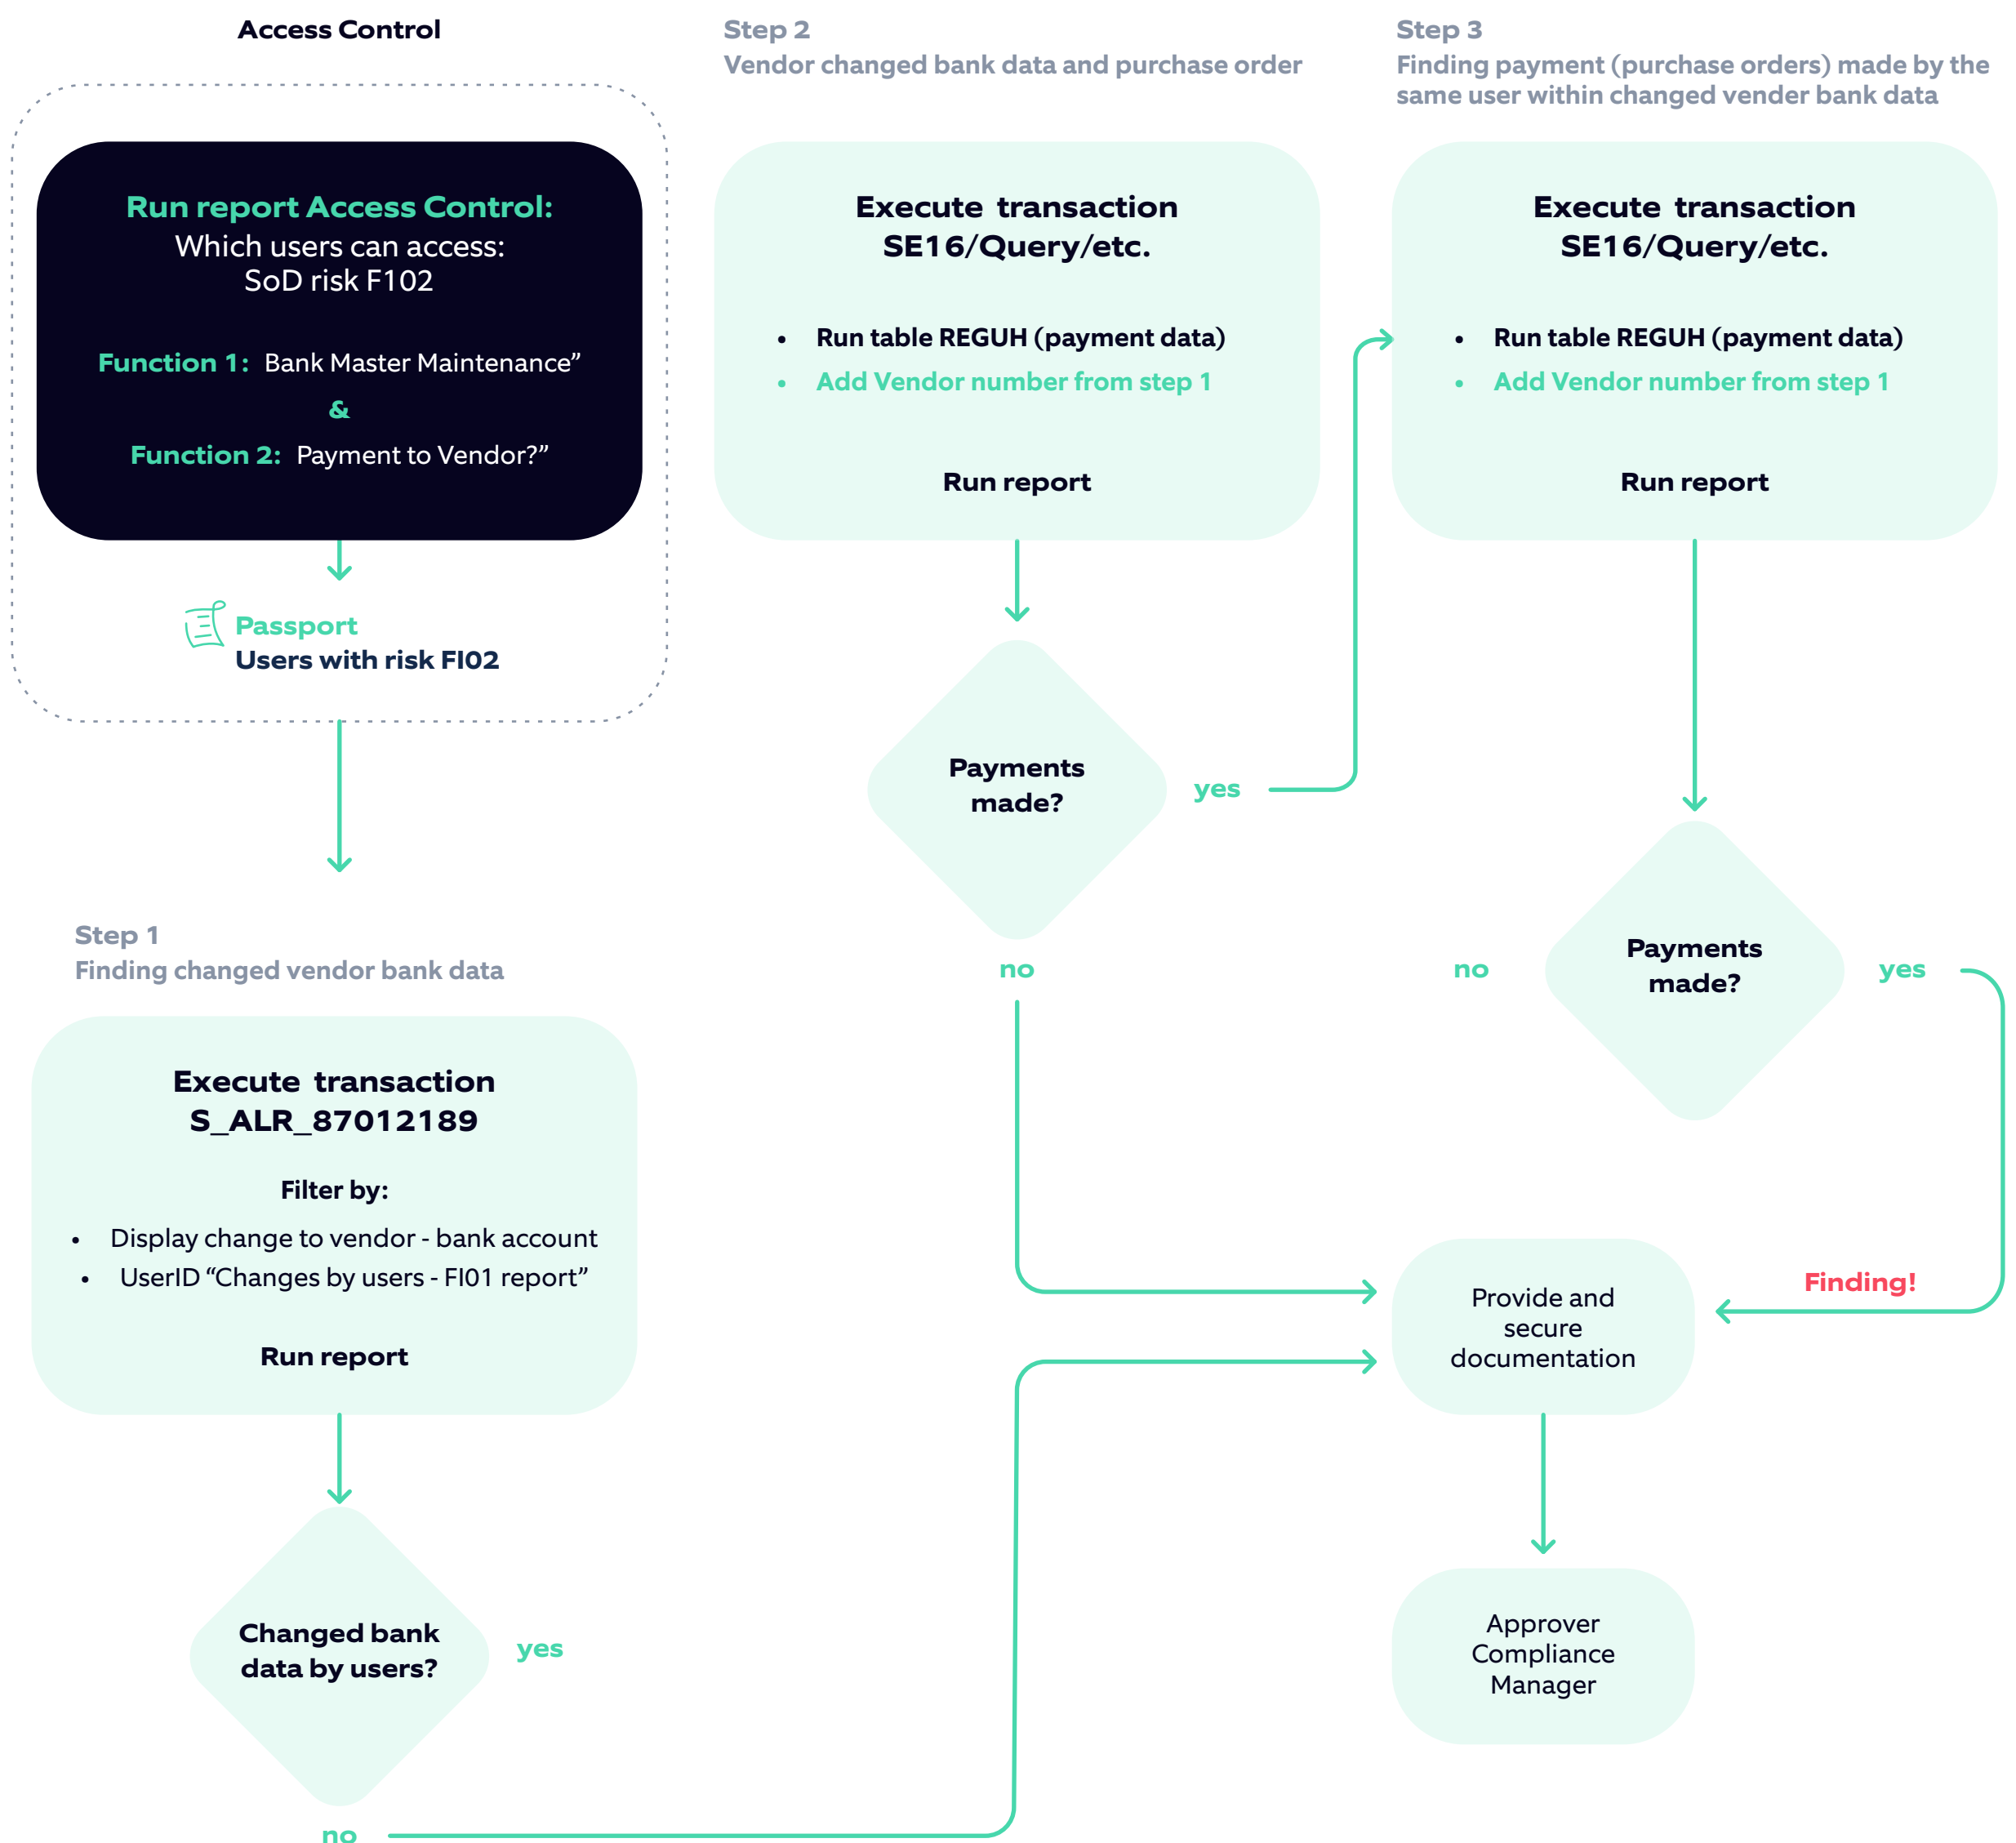 Access Control
Run report Access Control:
Which users can access:
SoD risk F102
Function 1: Bank Master Maintenance”
&
Function 2: Payment to Vendor?”
Passport
Users with risk FI02
Step 1
Finding changed vendor bank data
Execute transaction
S_ALR_87012189
Filter by:
• Display change to vendor - bank account
• UserID “Changes by users - FI01 report”
Run report
Changed bank
data by users?
yes
no
Step 2
Vendor changed bank data and purchase order
Execute transaction
SE16/Query/etc.
• Run table REGUH (payment data)
• Add Vendor number from step 1
Run report
Payments
made?
yes
no
Step 3
Finding payment (purchase orders) made by the
same user within changed vender bank data
Execute transaction
SE16/Query/etc.
• Run table REGUH (payment data)
• Add Vendor number from step 1
Run report
no
Payments
made?
yes
Finding!
Provide and
secure
documentation
Approver
Compliance
Manager